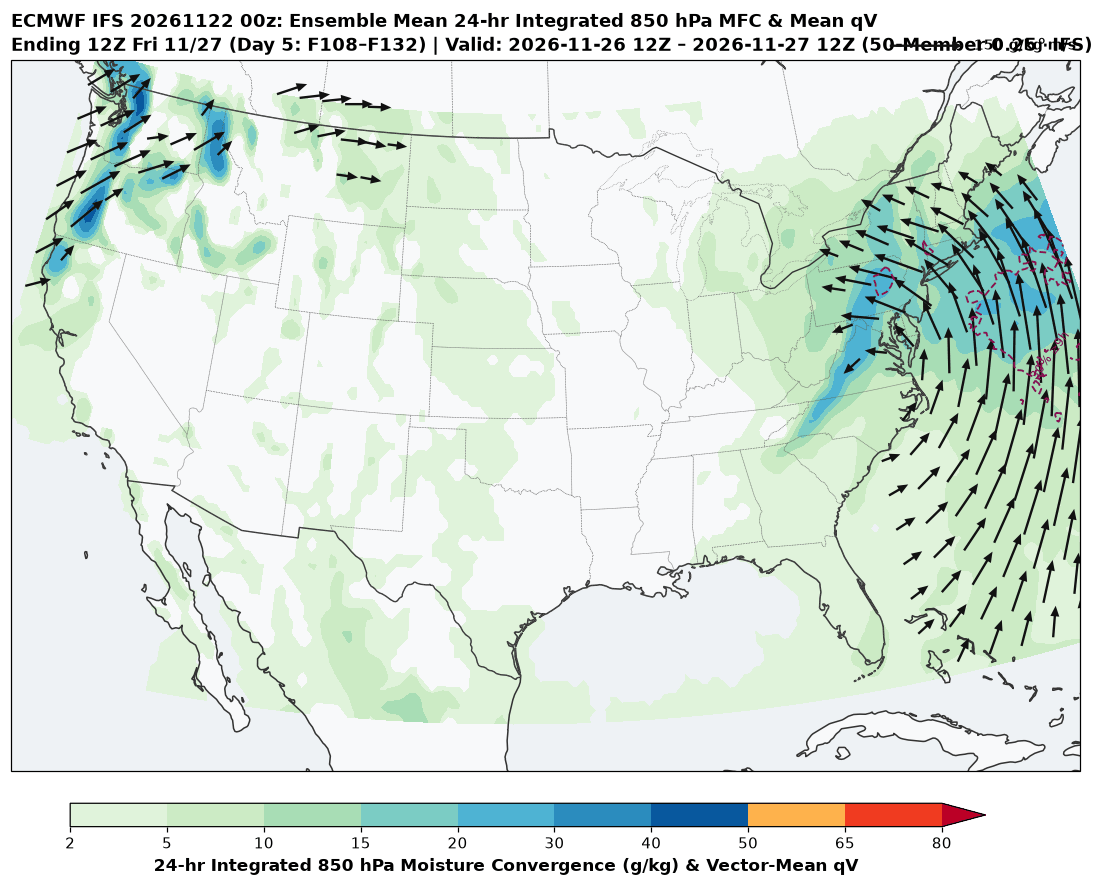 ECMWF IFS 20261122 00z: Ensemble Mean 24-hr Integrated 850 hPa MFC & Mean qV
Ending 12Z Fri 11/27 (Day 5: F108–F132) | Valid: 2026-11-26 12Z – 2026-11-27 12Z (50-Member 0.25° IFS)
2 5 10 15 20 30 40 50 65 80
24-hr Integrated 850 hPa Moisture Convergence (g/kg) & Vector-Mean qV